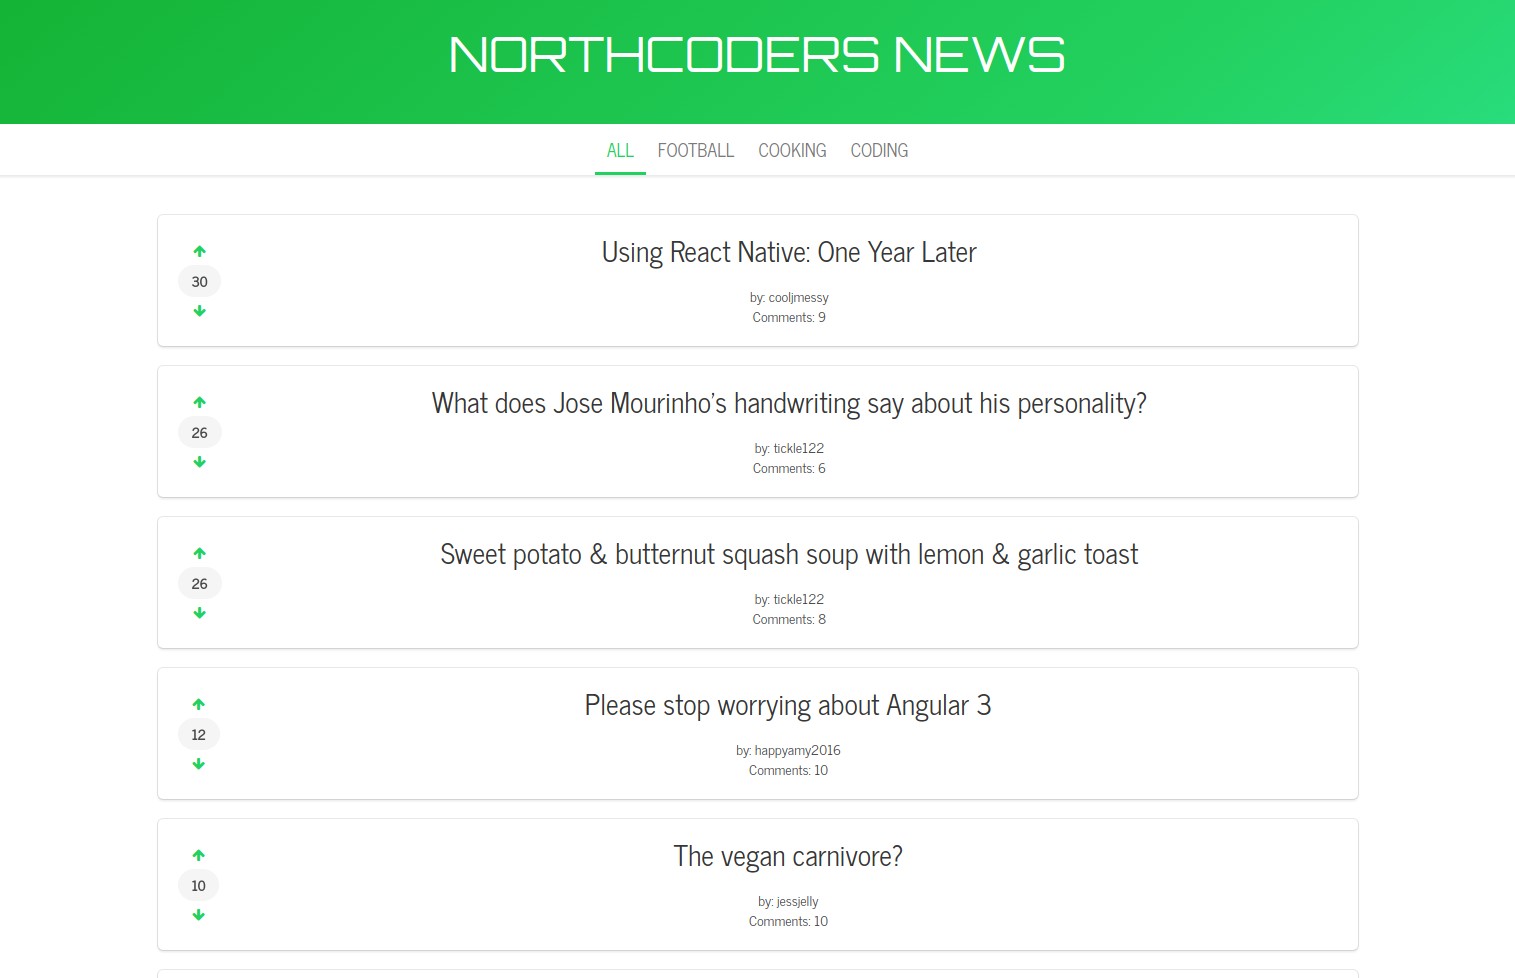 NORTHCODERS NEWS
ALL FOOTBALL COOKING CODING
Using React Native: One Year Later
30
by: cooljmessy
Comments: 9
What does Jose Mourinho's handwriting say about his personality?
26
by: tickle122
Comments: 6
Sweet potato & butternut squash soup with lemon & garlic toast
26
by: tickle122
Comments: 8
Please stop worrying about Angular 3
12
by: happyamy2016
Comments: 10
The vegan carnivore?
10
by: jessjelly
Comments: 10